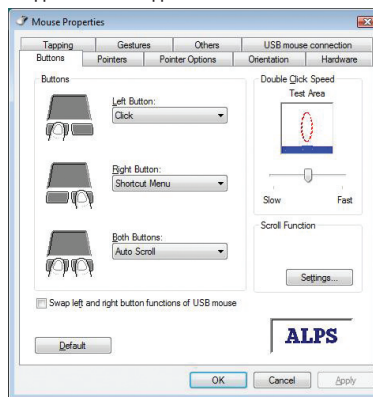 Mouse Properties
Tapping Gestures Others USB mouse connection
Buttons Pointers Pointer Options Orientation Hardware
Buttons
Left Button:
Click
Right Button:
Shortcut Menu
Both Buttons:
Auto Scroll
Double Click Speed
Test Area
Slow Fast
Scroll Function
Settings...
Swap left and right button functions of USB mouse
Default
ALPS
OK Cancel Apply